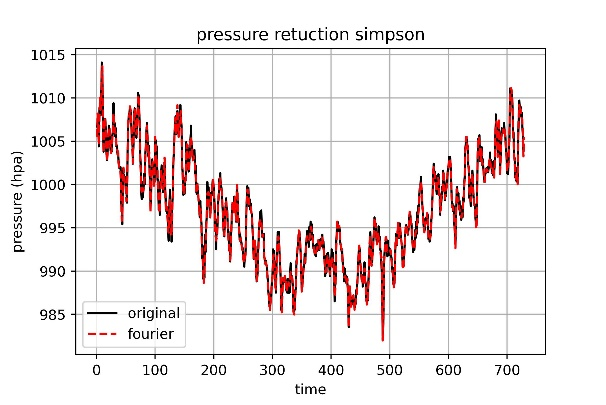 pressure retuction simpson
1015
1010
1005
1000
995
990
985
pressure (hpa)
original
fourier
0 100 200 300 400 500 600 700
time